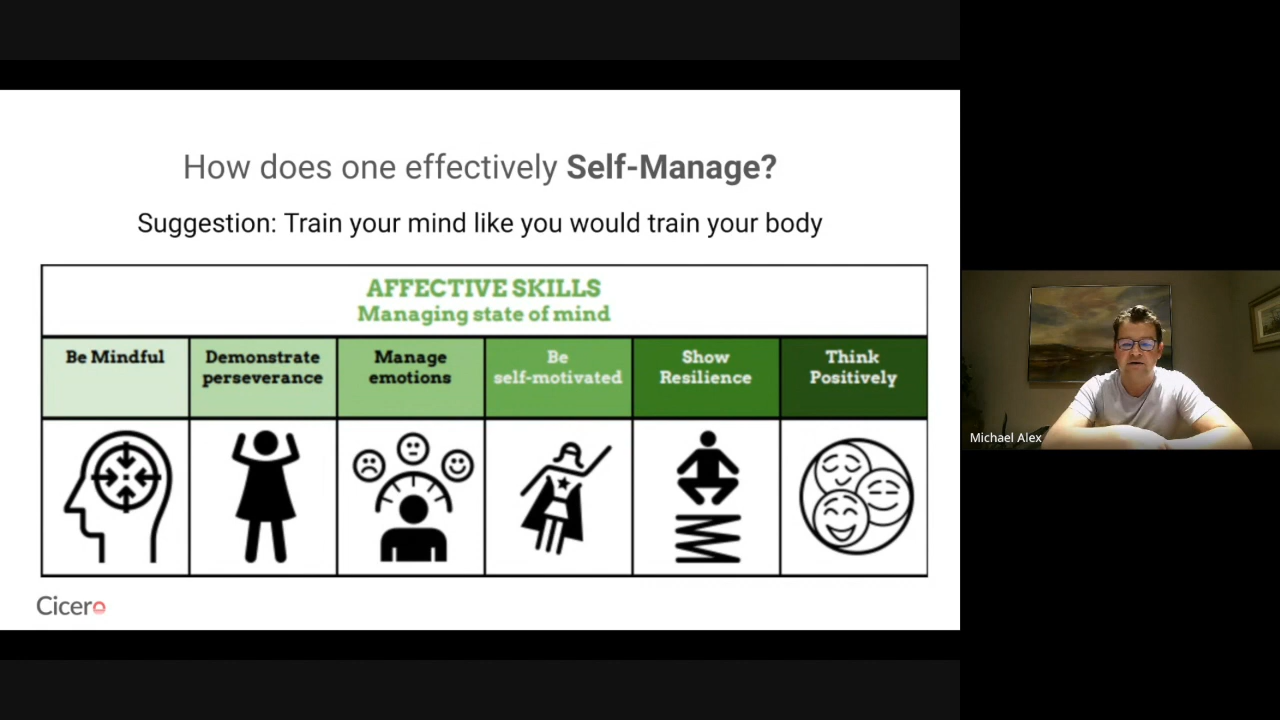 How does one effectively Self-Manage?
Suggestion: Train your mind like you would train your body
AFFECTIVE SKILLS
Managing state of mind
Be Mindful
Demonstrate
perseverance
Manage
emotions
Be
self-motivated
Show
Resilience
Think
Positively
Cicero
Michael Alex